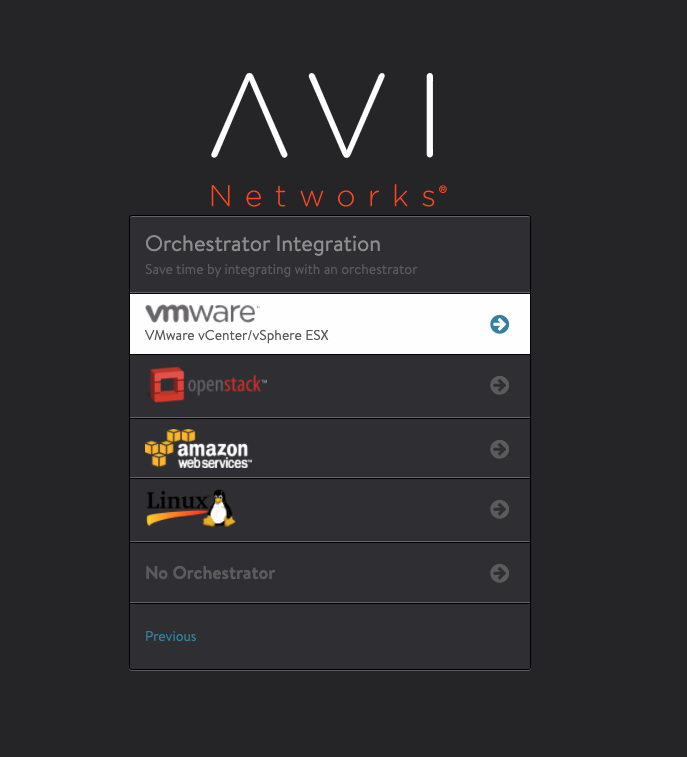 AVI
Networks®
Orchestrator Integration
Save time by integrating with an orchestrator
vmware™
VMware vCenter/vSphere ESX
openstack™
amazon
web services™
Linux
No Orchestrator
Previous